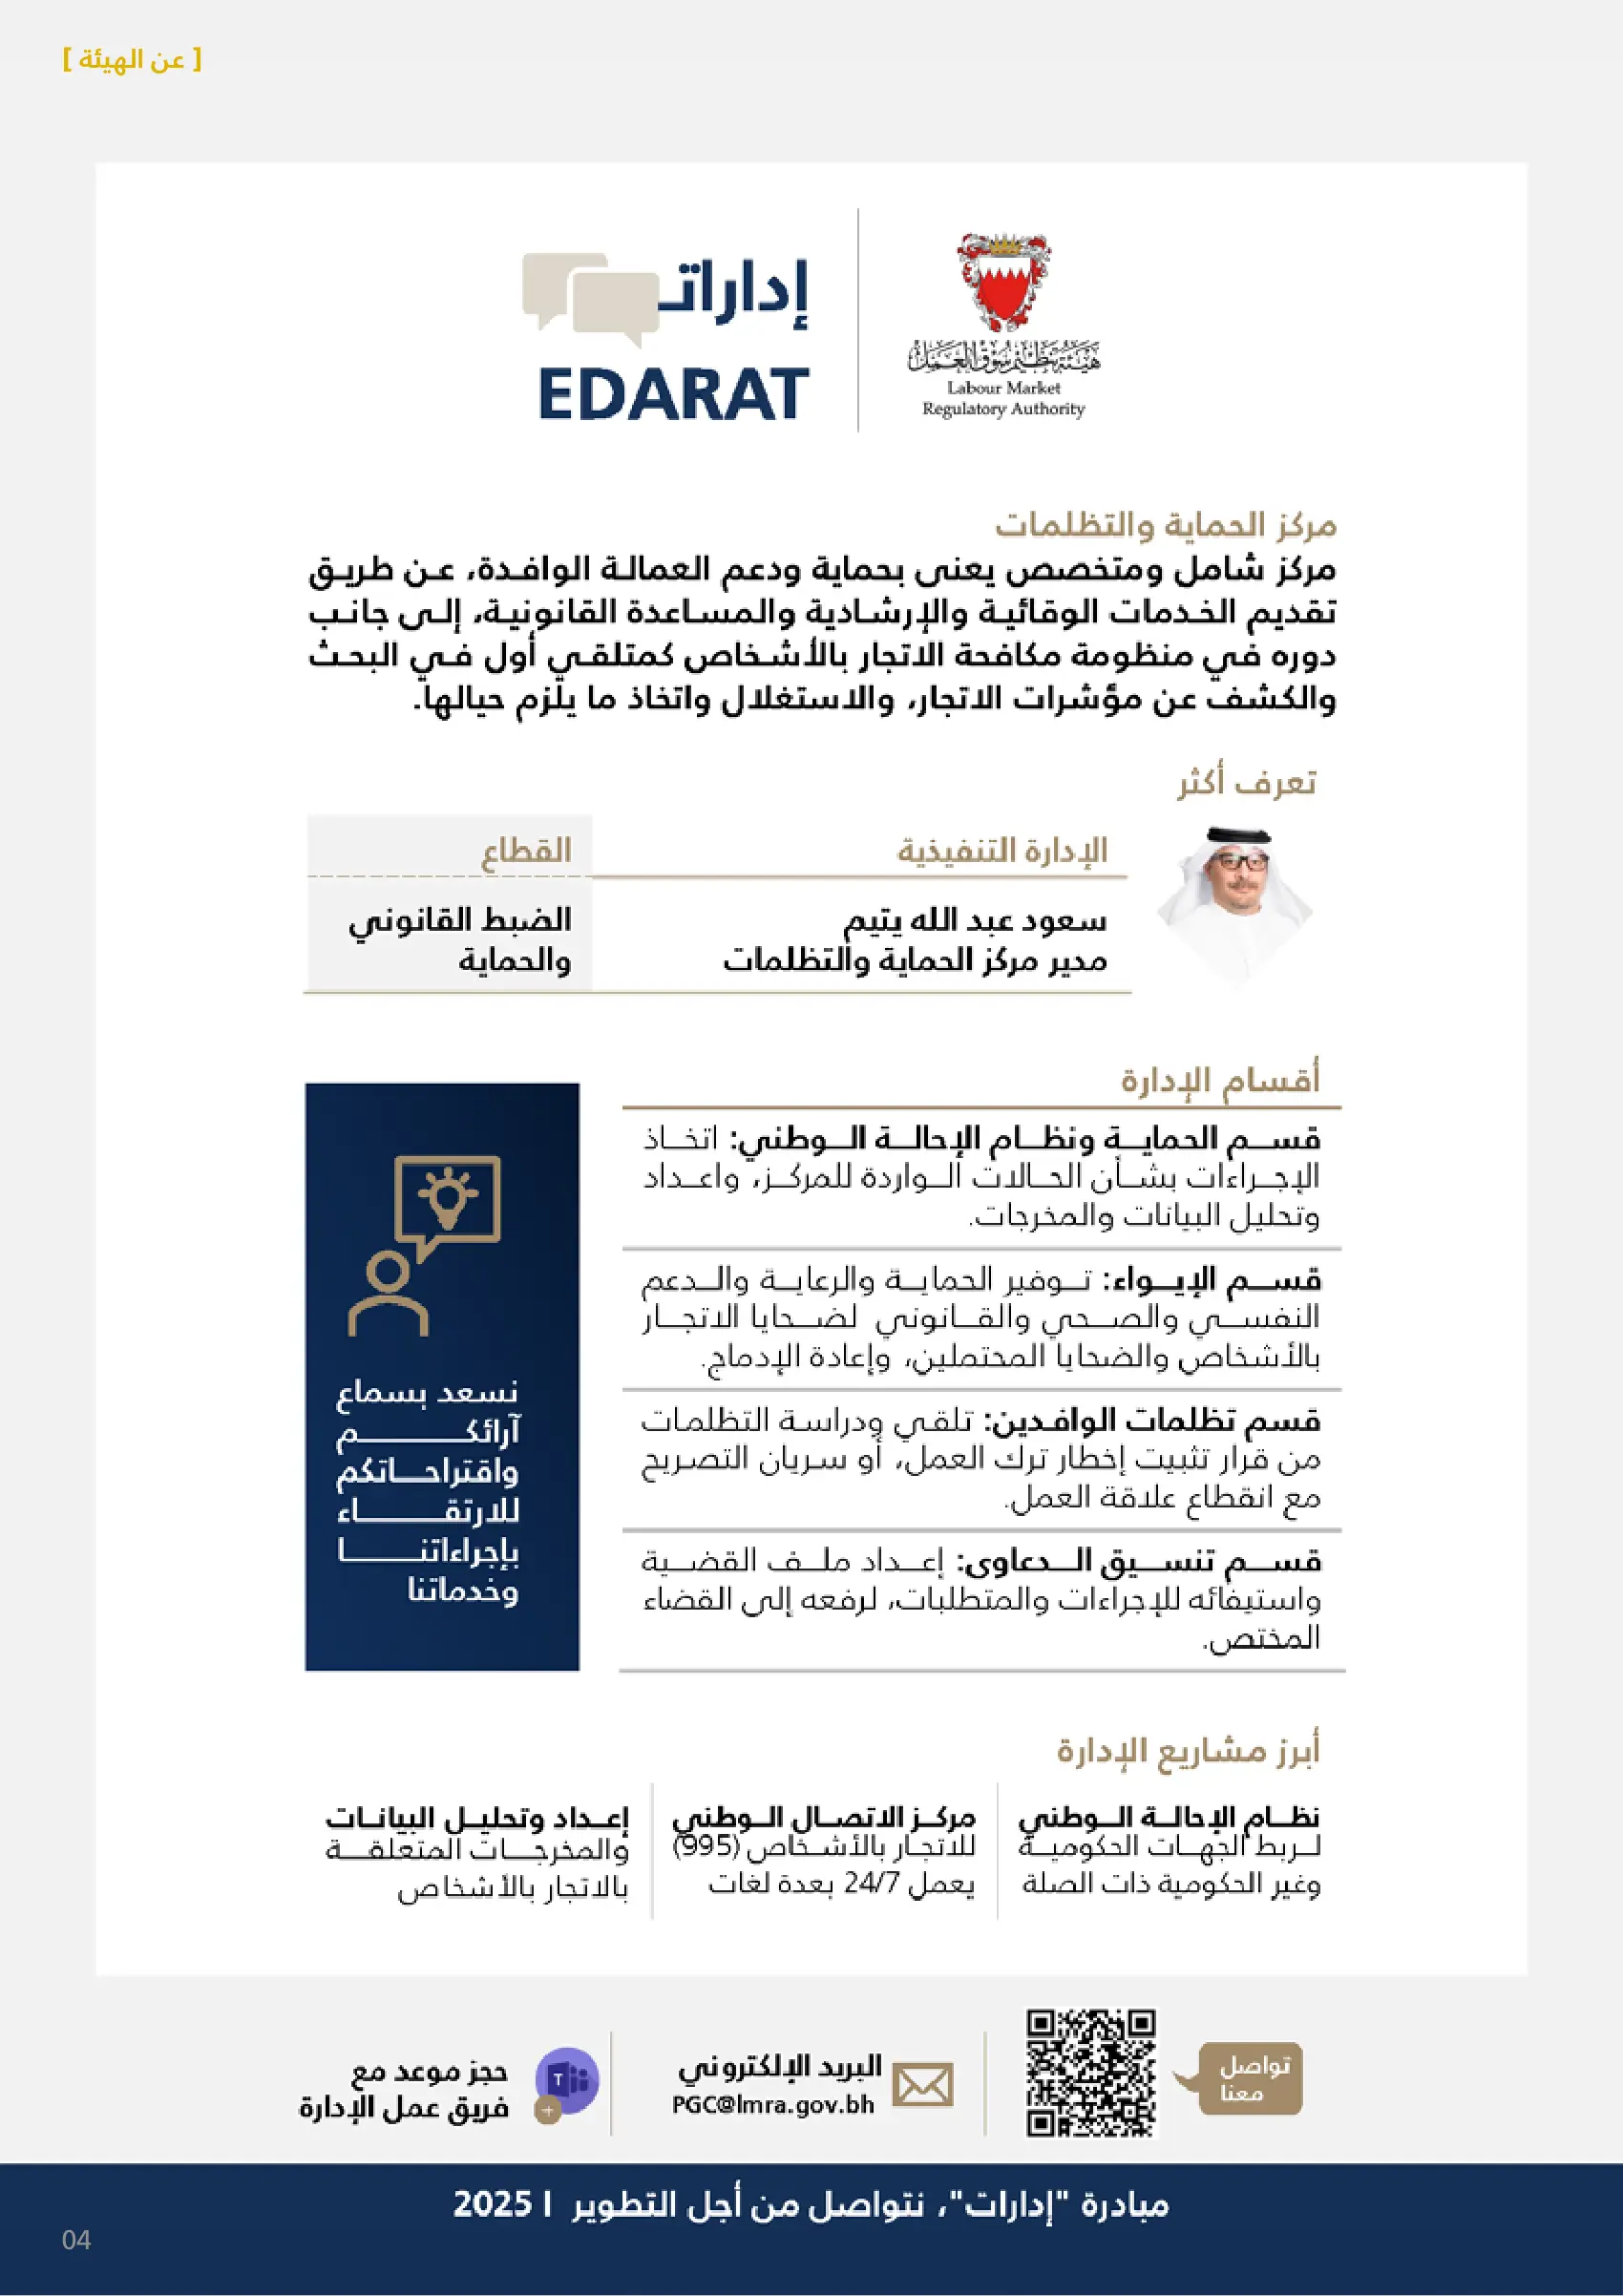 [ عن الهيئة ]
إدارات
EDARAT
هيئة تنظيم سوق العمل
Labour Market
Regulatory Authority
مركز الحماية والتظلمات
مركز شامل ومتخصص يعنى بحماية ودعم العمالة الوافدة، عن طريق
تقديم الخدمات الوقائية والإرشادية والمساعدة القانونية، إلى جانب
دوره في منظومة مكافحة الاتجار بالأشخاص كمتلقي أول في البحث
والكشف عن مؤشرات الاتجار، والاستغلال واتخاذ ما يلزم حيالها.
تعرف أكثر
الإدارة التنفيذية
سعود عبد الله يتيم
مدير مركز الحماية والتظلمات
القطاع
الضبط القانوني
والحماية
أقسام الإدارة
قسم الحماية ونظام الإحالة الوطني: اتخاذ
الإجراءات بشأن الحالات الواردة للمركز، واعداد
وتحليل البيانات والمخرجات.
قسم الإيواء: توفير الحماية والرعاية والدعم
النفسي والصحي والقانوني لضحايا الاتجار
بالأشخاص والضحايا المحتملين، وإعادة الإدماج.
قسم تظلمات الوافدين: تلقي ودراسة التظلمات
من قرار تثبيت إخطار ترك العمل، أو سريان التصريح
مع انقطاع علاقة العمل.
قسم تنسيق الدعاوى: إعداد ملف القضية
واستيفائه للإجراءات والمتطلبات، لرفعه إلى القضاء
المختص.
نسعد بسماع
آرائكم
واقتراحاتكم
للارتقاء
بإجراءاتنا
وخدماتنا
أبرز مشاريع الإدارة
نظام الإحالة الوطني
لربط الجهات الحكومية
وغير الحكومية ذات الصلة
مركز الاتصال الوطني
للاتجار بالأشخاص (995)
يعمل 24/7 بعدة لغات
إعداد وتحليل البيانات
والمخرجات المتعلقة
بالاتجار بالأشخاص
تواصل
معنا
البريد الإلكتروني
PGC@lmra.gov.bh
حجز موعد مع
فريق عمل الإدارة
مبادرة "إدارات"، نتواصل من أجل التطوير | 2025
04